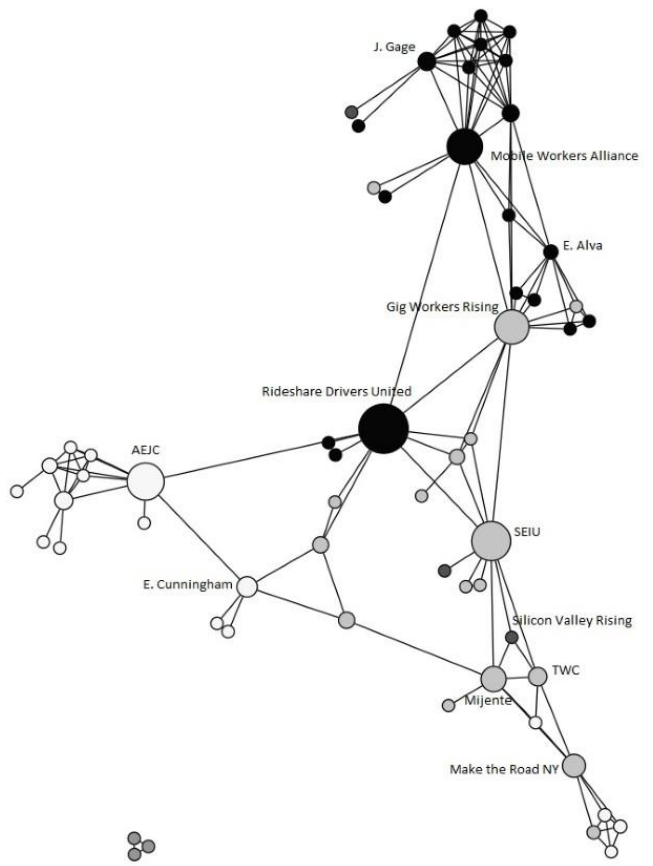 J. Gage
Mobile Workers Alliance
E. Alva
Gig Workers Rising
Rideshare Drivers United
AEJC
SEIU
E. Cunningham
Silicon Valley Rising
TWC
Mijente
Make the Road NY